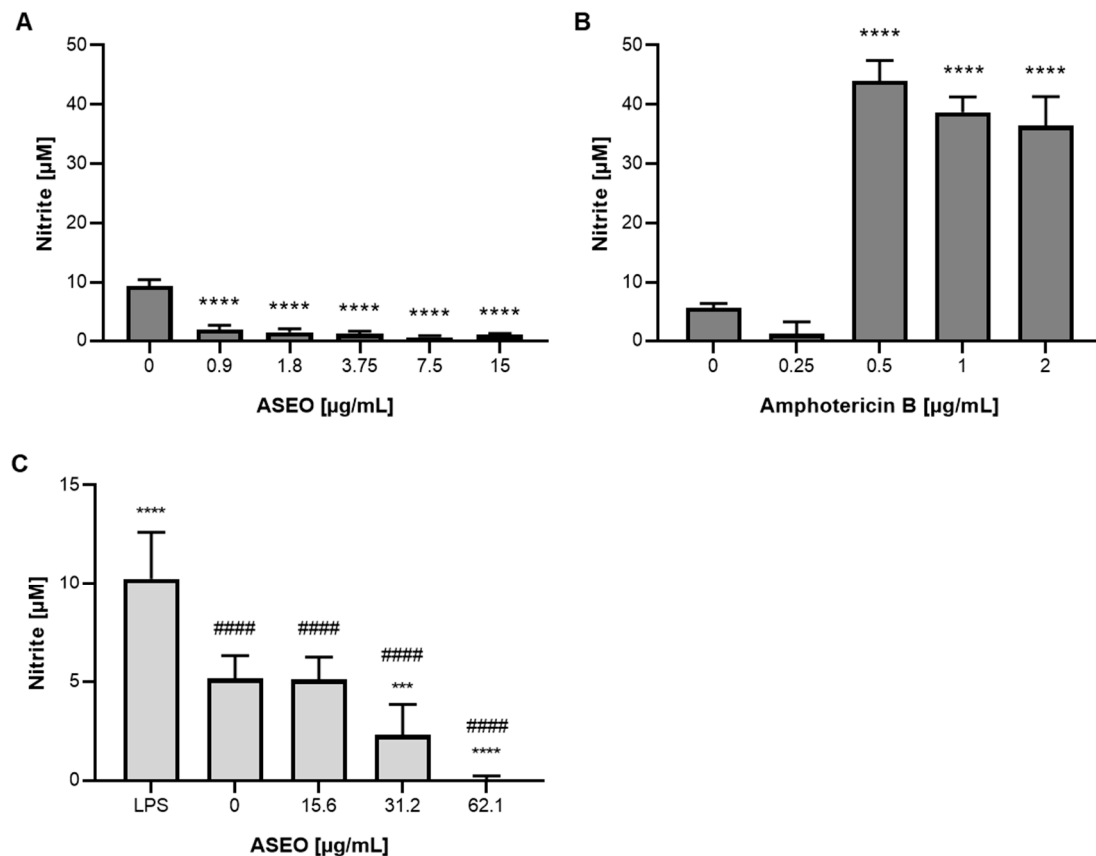 A
50
40
30
20
10
0
Nitrite [µM]
**** **** **** **** ****
0 0.9 1.8 3.75 7.5 15
ASEO [µg/mL]
B
50
40
30
20
10
0
Nitrite [µM]
**** **** ****
0 0.25 0.5 1 2
Amphotericin B [µg/mL]
C
15
10
5
0
Nitrite [µM]
****
#### ####
####
***
####
****
LPS 0 15.6 31.2 62.1
ASEO [µg/mL]